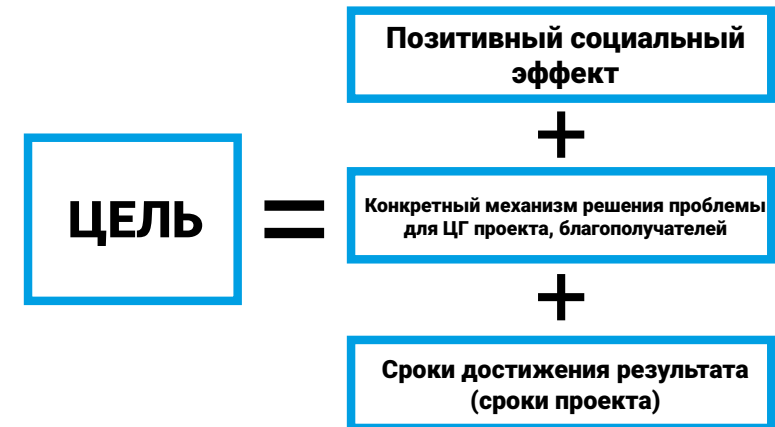 Позитивный социальный
эффект
+
ЦЕЛЬ
=
Конкретный механизм решения проблемы
для ЦГ проекта, благополучателей
+
Сроки достижения результата
(сроки проекта)